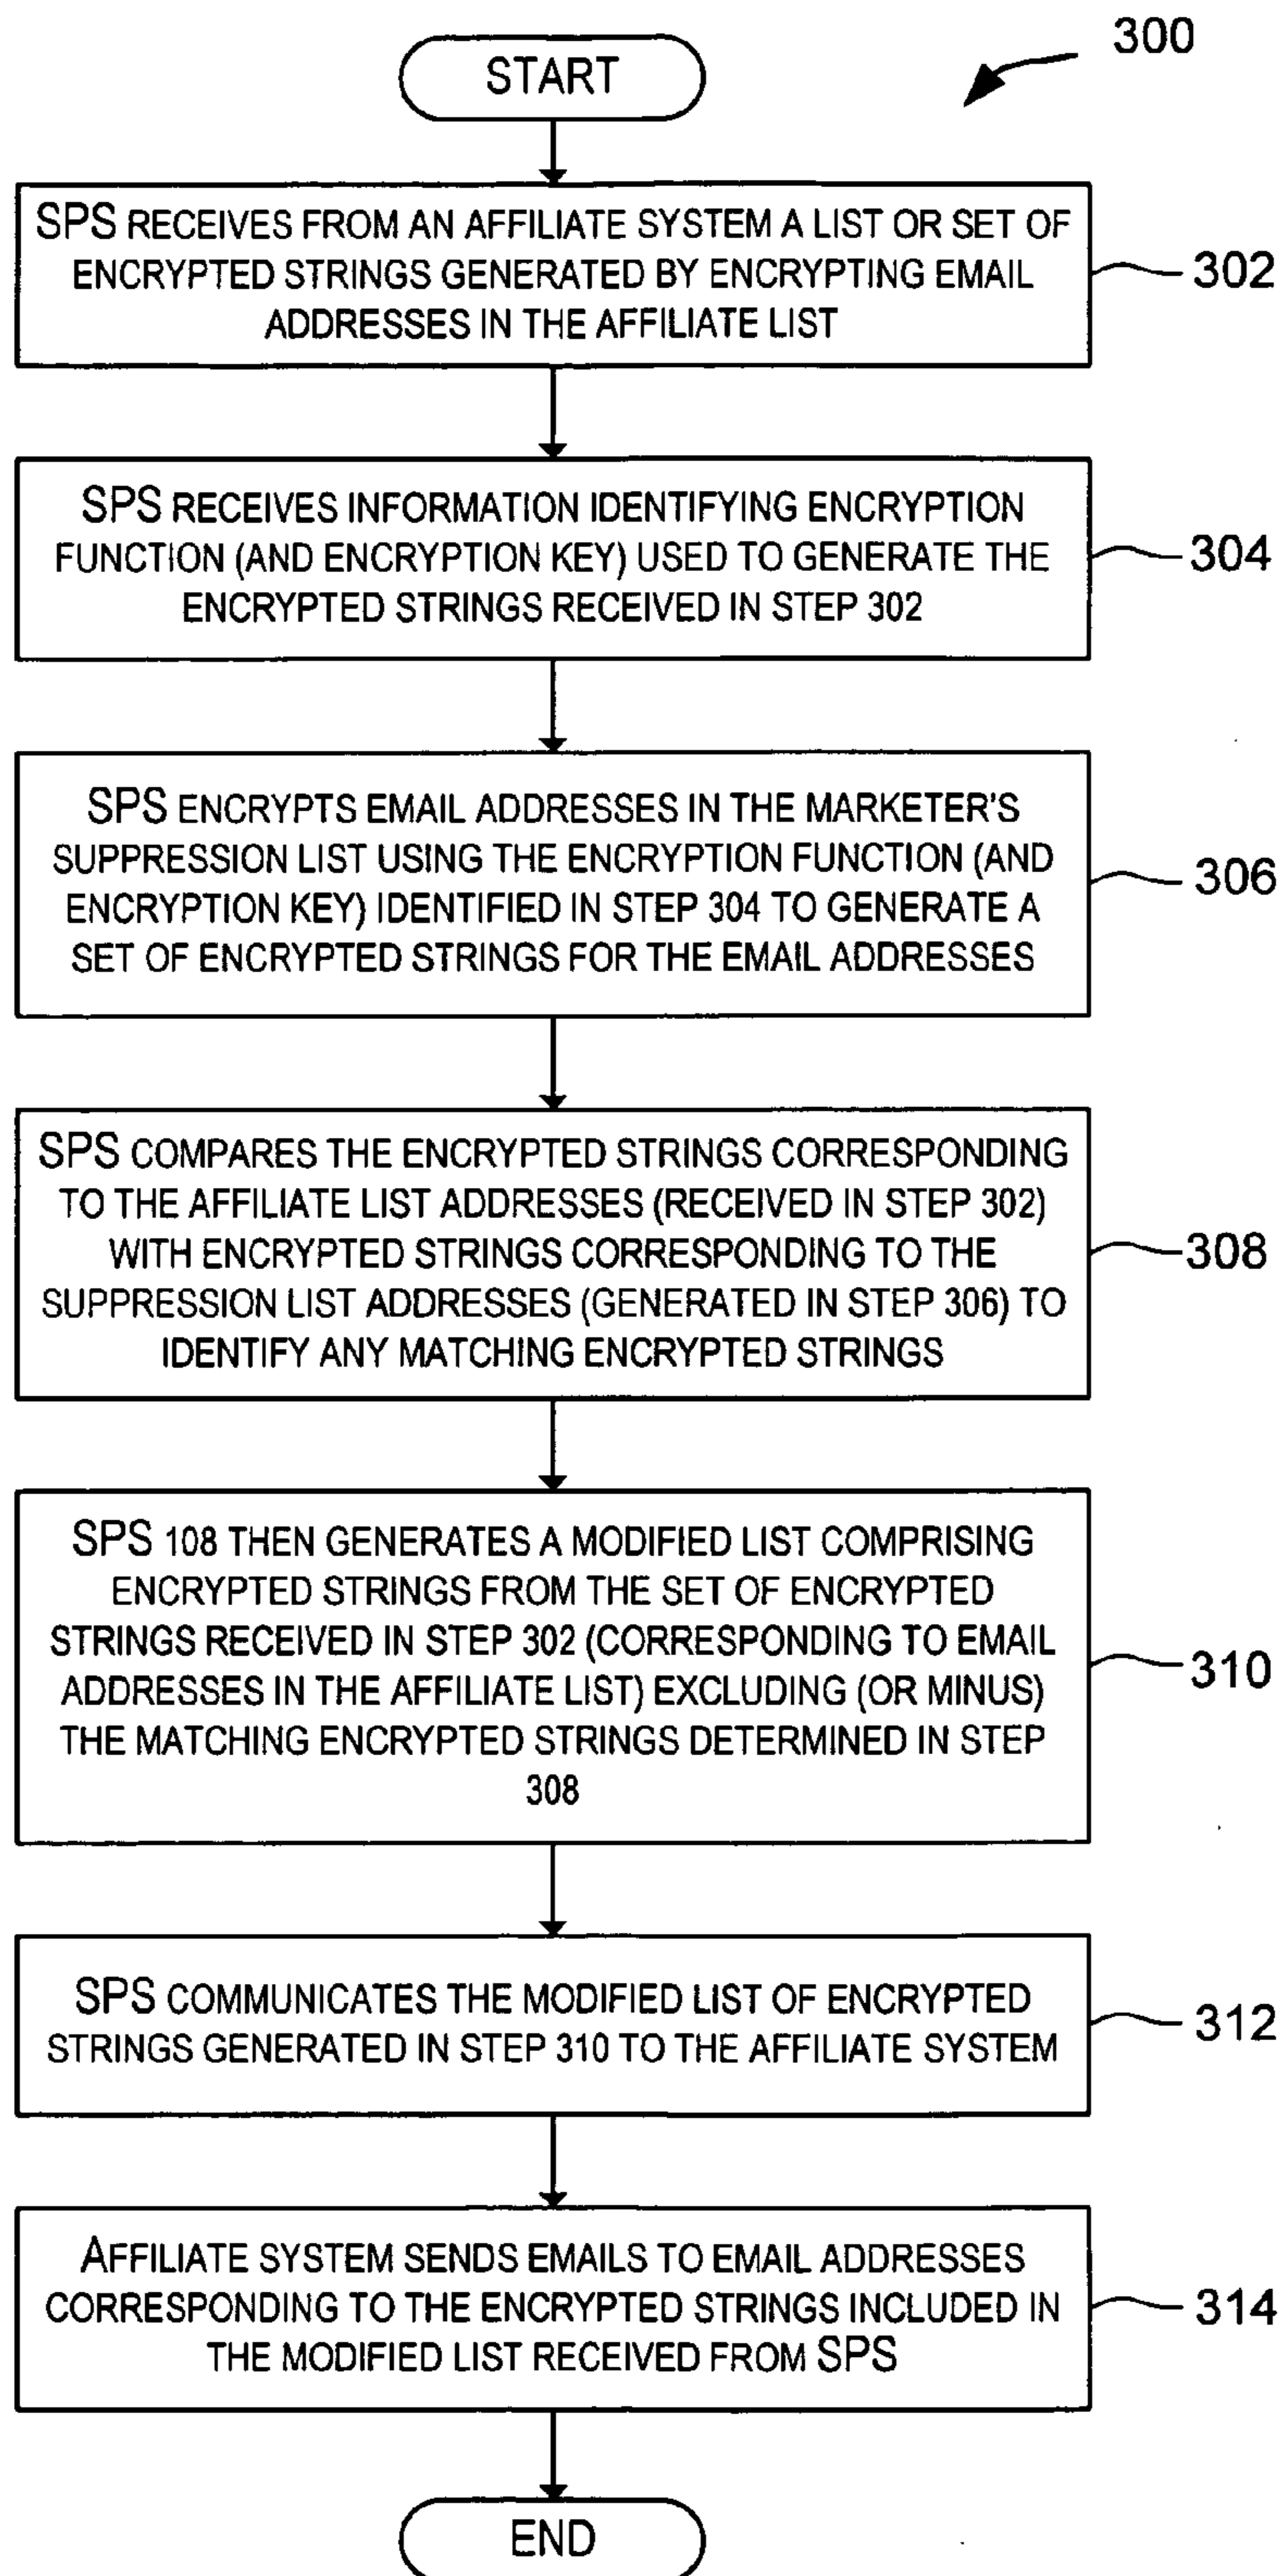 START
300
SPS RECEIVES FROM AN AFFILIATE SYSTEM A LIST OR SET OF
ENCRYPTED STRINGS GENERATED BY ENCRYPTING EMAIL
ADDRESSES IN THE AFFILIATE LIST
302
SPS RECEIVES INFORMATION IDENTIFYING ENCRYPTION
FUNCTION (AND ENCRYPTION KEY) USED TO GENERATE THE
ENCRYPTED STRINGS RECEIVED IN STEP 302
304
SPS ENCRYPTS EMAIL ADDRESSES IN THE MARKETER'S
SUPPRESSION LIST USING THE ENCRYPTION FUNCTION (AND
ENCRYPTION KEY) IDENTIFIED IN STEP 304 TO GENERATE A
SET OF ENCRYPTED STRINGS FOR THE EMAIL ADDRESSES
306
SPS COMPARES THE ENCRYPTED STRINGS CORRESPONDING
TO THE AFFILIATE LIST ADDRESSES (RECEIVED IN STEP 302)
WITH ENCRYPTED STRINGS CORRESPONDING TO THE
SUPPRESSION LIST ADDRESSES (GENERATED IN STEP 306) TO
IDENTIFY ANY MATCHING ENCRYPTED STRINGS
308
SPS 108 THEN GENERATES A MODIFIED LIST COMPRISING
ENCRYPTED STRINGS FROM THE SET OF ENCRYPTED
STRINGS RECEIVED IN STEP 302 (CORRESPONDING TO EMAIL
ADDRESSES IN THE AFFILIATE LIST) EXCLUDING (OR MINUS)
THE MATCHING ENCRYPTED STRINGS DETERMINED IN STEP
308
310
SPS COMMUNICATES THE MODIFIED LIST OF ENCRYPTED
STRINGS GENERATED IN STEP 310 TO THE AFFILIATE SYSTEM
312
AFFILIATE SYSTEM SENDS EMAILS TO EMAIL ADDRESSES
CORRESPONDING TO THE ENCRYPTED STRINGS INCLUDED IN
THE MODIFIED LIST RECEIVED FROM SPS
314
END